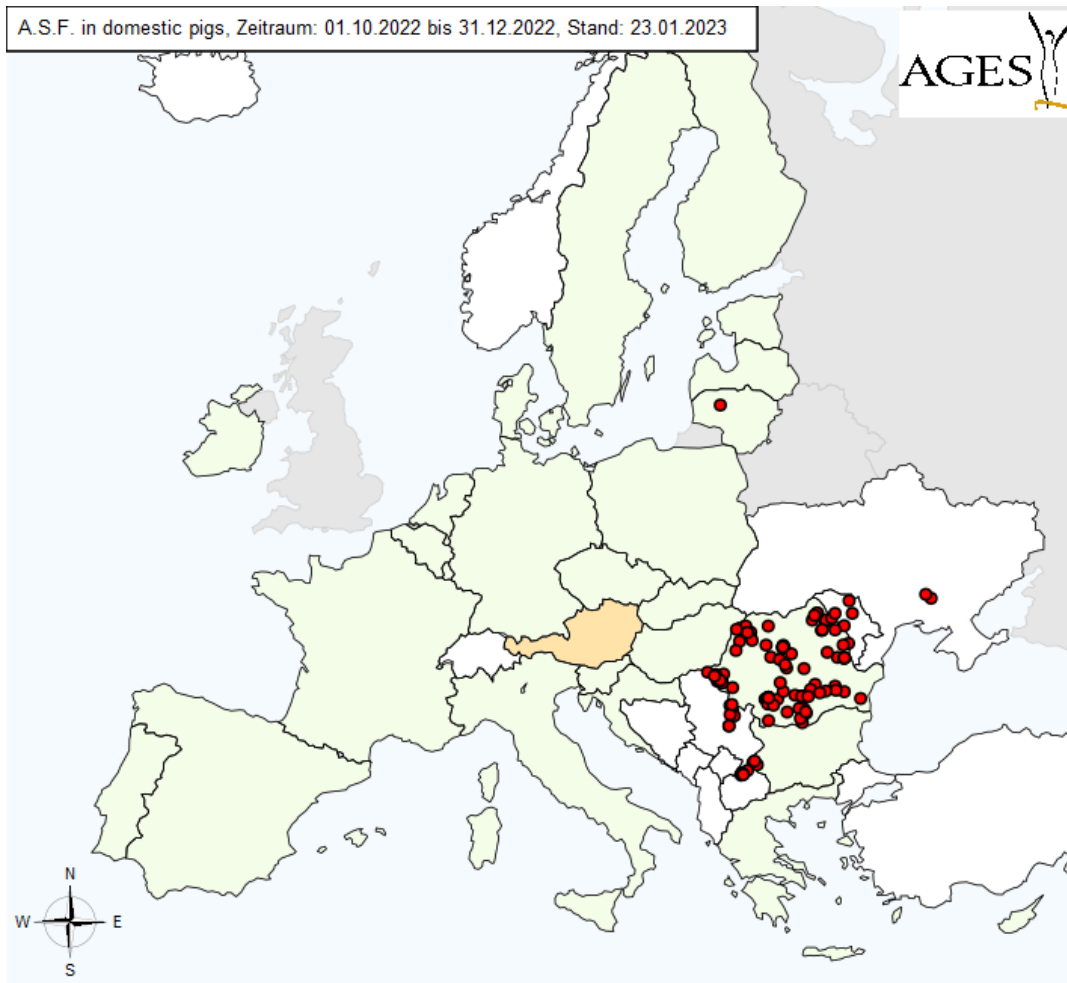 A.S.F. in domestic pigs, Zeitraum: 01.10.2022 bis 31.12.2022, Stand: 23.01.2023
AGES
N
W E
S